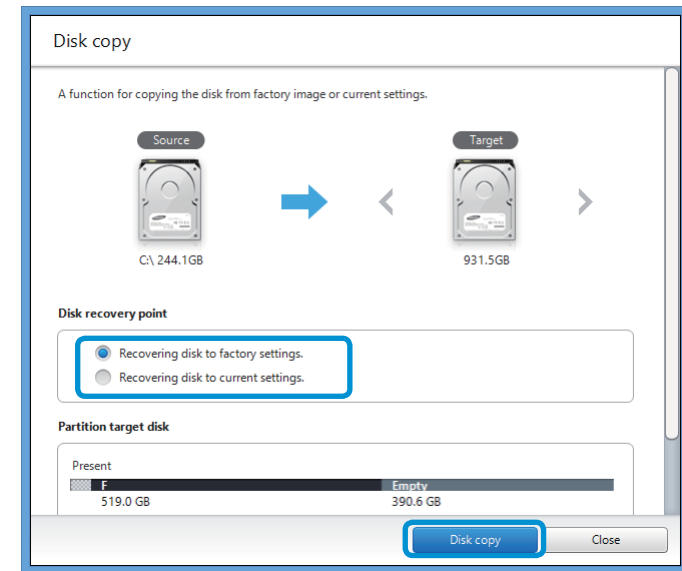 Disk copy
A function for copying the disk from factory image or current settings.
Source
Target
C:\ 244.1GB
931.5GB
Disk recovery point
Recovering disk to factory settings.
Recovering disk to current settings.
Partition target disk
Present
F
Empty
519.0 GB
390.6 GB
Disk copy
Close